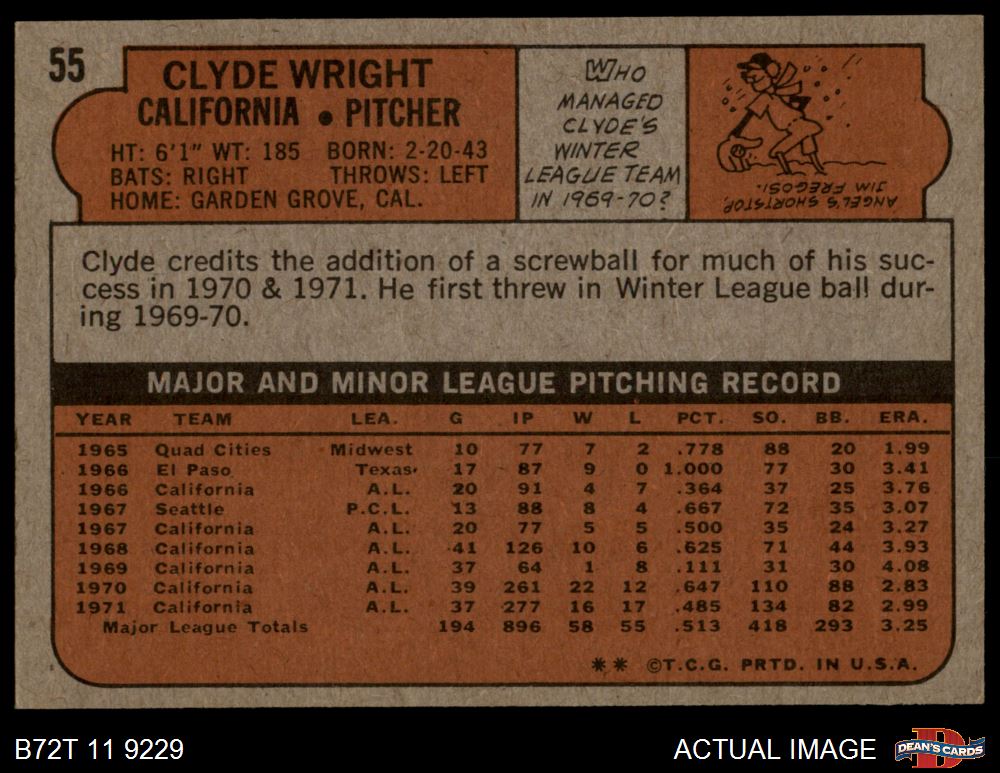 55
CLYDE WRIGHT
CALIFORNIA • PITCHER
HT: 6'1" WT: 185 BORN: 2-20-43
BATS: RIGHT THROWS: LEFT
HOME: GARDEN GROVE, CAL.
WHO
MANAGED
CLYDE'S
WINTER
LEAGUE TEAM
IN 1969-70?
ANGEL'S SHORTSTOP,
JIM FREGOSI.
Clyde credits the addition of a screwball for much of his suc-
cess in 1970 & 1971. He first threw in Winter League ball dur-
ing 1969-70.
MAJOR AND MINOR LEAGUE PITCHING RECORD
YEAR TEAM LEA. G IP W L PCT. SO. BB. ERA.
1965 Quad Cities Midwest 10 77 7 2 .778 88 20 1.99
1966 El Paso Texas 17 87 9 0 1.000 77 30 3.41
1966 California A.L. 20 91 4 7 .364 37 25 3.76
1967 Seattle P.C.L. 13 88 8 4 .667 72 35 3.07
1967 California A.L. 20 77 5 5 .500 35 24 3.27
1968 California A.L. 41 126 10 6 .625 71 44 3.93
1969 California A.L. 37 64 1 8 .111 31 30 4.08
1970 California A.L. 39 261 22 12 .647 110 88 2.83
1971 California A.L. 37 277 16 17 .485 134 82 2.99
Major League Totals 194 896 58 55 .513 418 293 3.25
** ©T.C.G. PRTD. IN U.S.A.
B72T 11 9229
ACTUAL IMAGE
D
DEAN'S CARDS